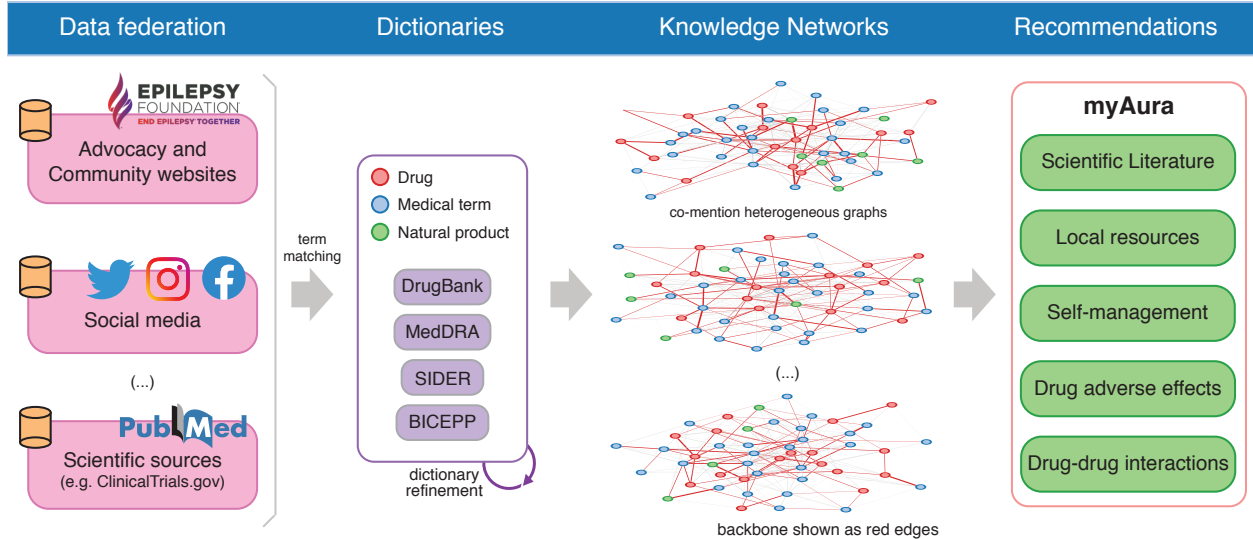 Data federation
Dictionaries
Knowledge Networks
Recommendations
EPILEPSY
FOUNDATION
END EPILEPSY TOGETHER
Advocacy and
Community websites
Social media
(...)
PubMed
Scientific sources
(e.g. ClinicalTrials.gov)
term
matching
Drug
Medical term
Natural product
DrugBank
MedDRA
SIDER
BICEPP
dictionary
refinement
co-mention heterogeneous graphs
(...)
backbone shown as red edges
myAura
Scientific Literature
Local resources
Self-management
Drug adverse effects
Drug-drug interactions